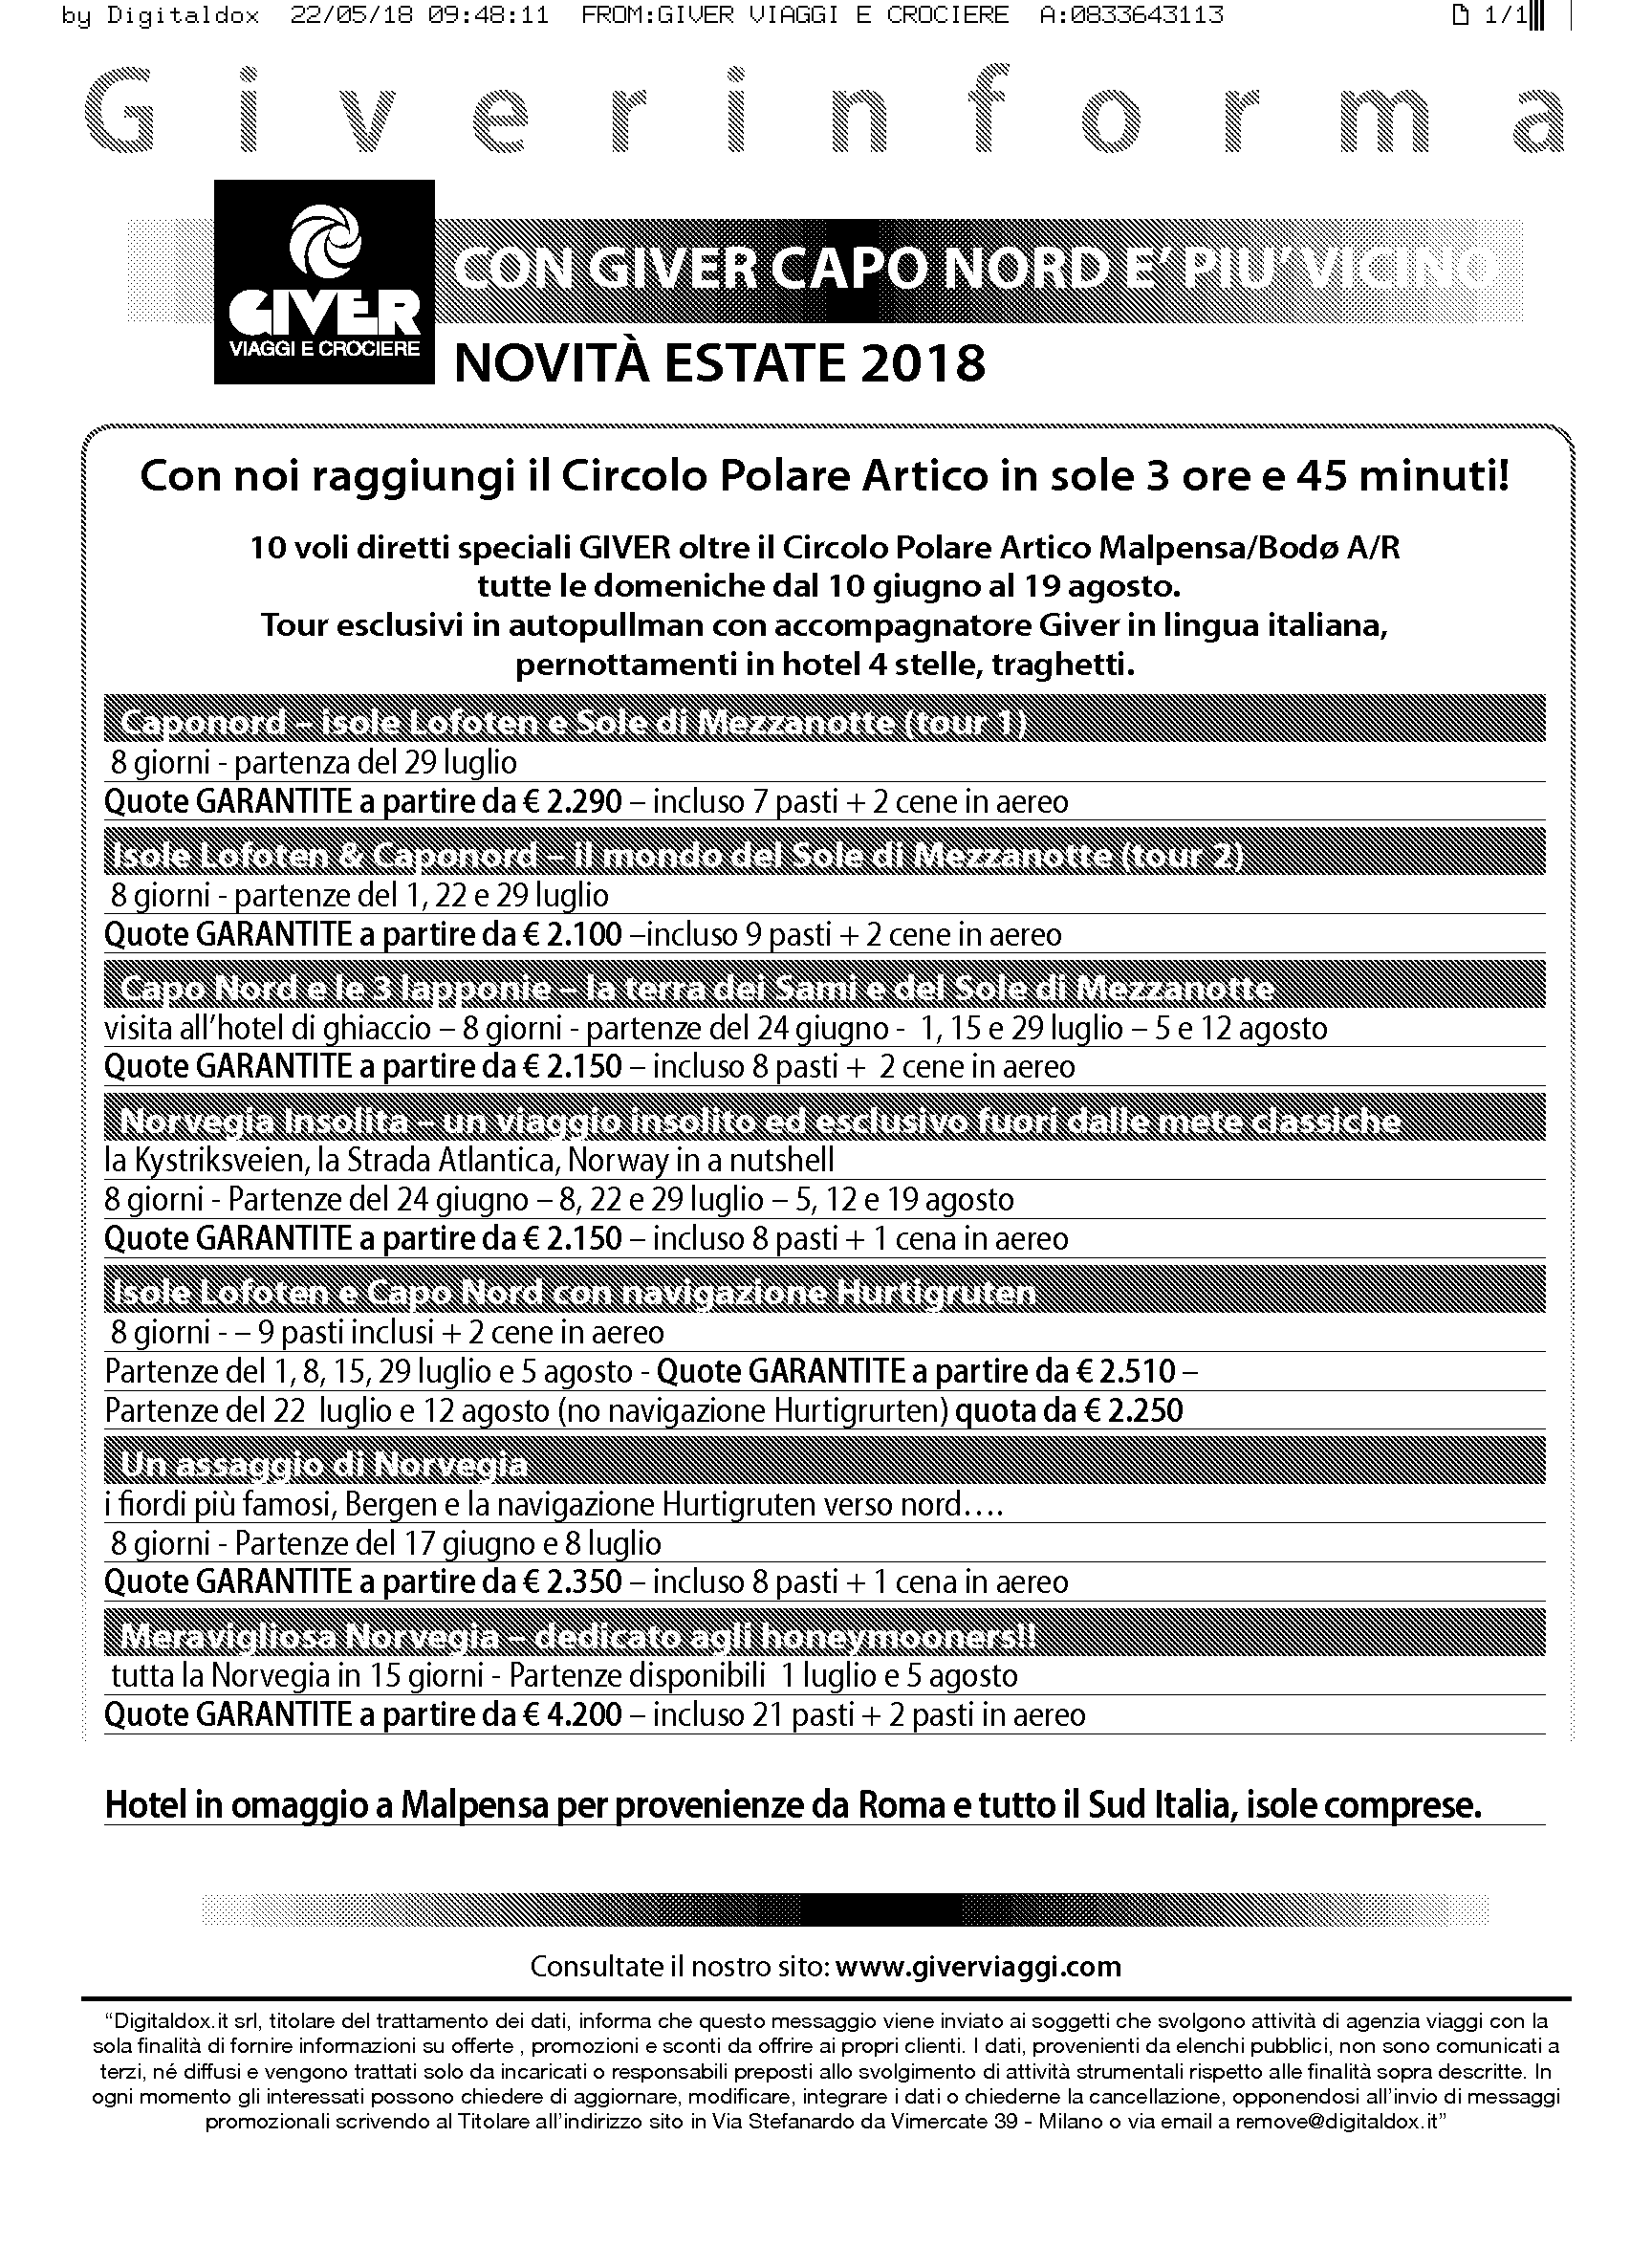 by Digitaldox 22/05/18 09:48:11 FROM:GIVER VIAGGI E CROCIERE A:0833643113 1/1
Giverinforma
GIVER
VIAGGI E CROCIERE
CON GIVER CAPO NORD E' PIU' VICINO
NOVITÀ ESTATE 2018
Con noi raggiungi il Circolo Polare Artico in sole 3 ore e 45 minuti!
10 voli diretti speciali GIVER oltre il Circolo Polare Artico Malpensa/Bodø A/R
tutte le domeniche dal 10 giugno al 19 agosto.
Tour esclusivi in autopullman con accompagnatore Giver in lingua italiana,
pernottamenti in hotel 4 stelle, traghetti.
Caponord – isole Lofoten e Sole di Mezzanotte (tour 1)
8 giorni - partenza del 29 luglio
Quote GARANTITE a partire da € 2.290 – incluso 7 pasti + 2 cene in aereo
Isole Lofoten & Caponord – il mondo del Sole di Mezzanotte (tour 2)
8 giorni - partenze del 1, 22 e 29 luglio
Quote GARANTITE a partire da € 2.100 –incluso 9 pasti + 2 cene in aereo
Capo Nord e le 3 lapponie – la terra dei Sami e del Sole di Mezzanotte
visita all'hotel di ghiaccio – 8 giorni - partenze del 24 giugno - 1, 15 e 29 luglio – 5 e 12 agosto
Quote GARANTITE a partire da € 2.150 – incluso 8 pasti + 2 cene in aereo
Norvegia Insolita – un viaggio insolito ed esclusivo fuori dalle mete classiche
la Kystriksveien, la Strada Atlantica, Norway in a nutshell
8 giorni - Partenze del 24 giugno – 8, 22 e 29 luglio – 5, 12 e 19 agosto
Quote GARANTITE a partire da € 2.150 – incluso 8 pasti + 1 cena in aereo
Isole Lofoten e Capo Nord con navigazione Hurtigruten
8 giorni - – 9 pasti inclusi + 2 cene in aereo
Partenze del 1, 8, 15, 29 luglio e 5 agosto - Quote GARANTITE a partire da € 2.510 –
Partenze del 22 luglio e 12 agosto (no navigazione Hurtigrurten) quota da € 2.250
Un assaggio di Norvegia
i fiordi più famosi, Bergen e la navigazione Hurtigruten verso nord….
8 giorni - Partenze del 17 giugno e 8 luglio
Quote GARANTITE a partire da € 2.350 – incluso 8 pasti + 1 cena in aereo
Meravigliosa Norvegia – dedicato agli honeymooners!!
tutta la Norvegia in 15 giorni - Partenze disponibili 1 luglio e 5 agosto
Quote GARANTITE a partire da € 4.200 – incluso 21 pasti + 2 pasti in aereo
Hotel in omaggio a Malpensa per provenienze da Roma e tutto il Sud Italia, isole comprese.
Consultate il nostro sito: www.giverviaggi.com
“Digitaldox.it srl, titolare del trattamento dei dati, informa che questo messaggio viene inviato ai soggetti che svolgono attività di agenzia viaggi con la
sola finalità di fornire informazioni su offerte , promozioni e sconti da offrire ai propri clienti. I dati, provenienti da elenchi pubblici, non sono comunicati a
terzi, né diffusi e vengono trattati solo da incaricati o responsabili preposti allo svolgimento di attività strumentali rispetto alle finalità sopra descritte. In
ogni momento gli interessati possono chiedere di aggiornare, modificare, integrare i dati o chiederne la cancellazione, opponendosi all'invio di messaggi
promozionali scrivendo al Titolare all'indirizzo sito in Via Stefanardo da Vimercate 39 - Milano o via email a remove@digitaldox.it”